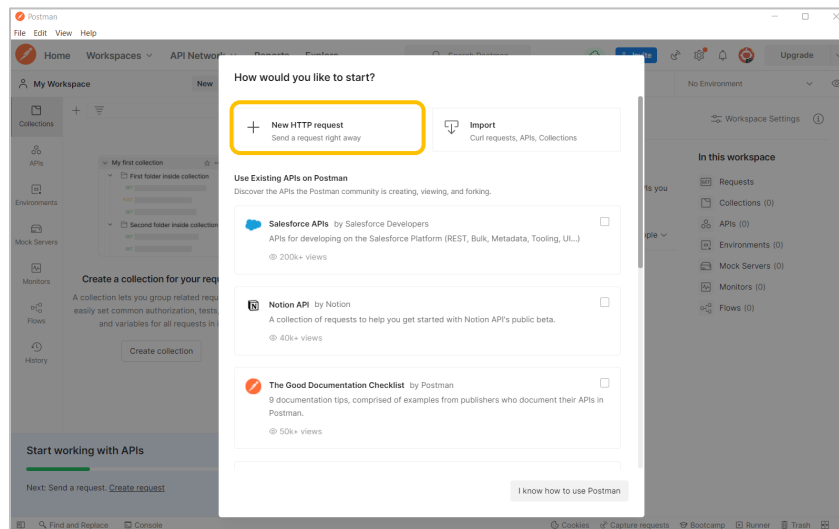 Postman
File Edit View Help
Home Workspaces API Network Reports Explore Search Postman Invite Upgrade
My Workspace New No Environment
How would you like to start?
New HTTP request
Send a request right away
Import
Curl requests, APIs, Collections
Use Existing APIs on Postman
Discover the APIs the Postman community is creating, viewing, and forking.
Salesforce APIs by Salesforce Developers
APIs for developing on the Salesforce Platform (REST, Bulk, Metadata, Tooling, UI...)
200k+ views
Notion API by Notion
A collection of requests to help you get started with Notion API's public beta.
40k+ views
The Good Documentation Checklist by Postman
9 documentation tips, comprised of examples from publishers who document their APIs in
Postman.
50k+ views
I know how to use Postman
Collections
APIs
Environments
Mock Servers
Monitors
Flows
History
My first collection
First folder inside collection
Second folder inside collection
Create a collection for your requ
A collection lets you group related requ
easily set common authorization, tests,
and variables for all requests in i
Create collection
Start working with APIs
Next: Send a request. Create request
Workspace Settings
In this workspace
Requests
Collections (0)
APIs (0)
Environments (0)
Mock Servers (0)
Monitors (0)
Flows (0)
Find and Replace Console Cookies Capture requests Bootcamp Runner Trash